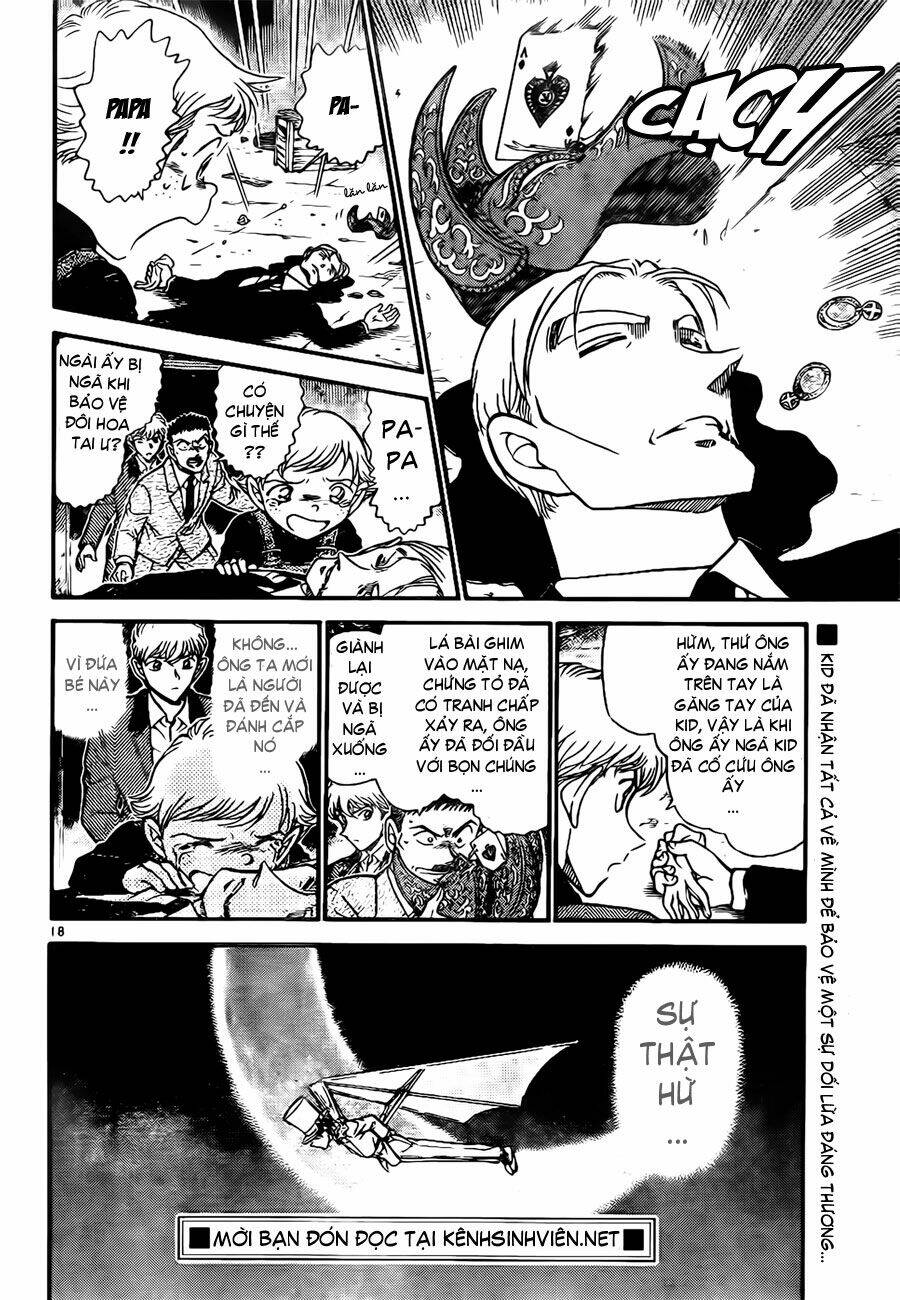 CẠCH
PA-
PAPA
!!
lăn lăn
PA-
PA
...
CÓ
CHUYỆN
GÌ THẾ
??
NGÀI ẤY BỊ
NGÃ KHI
BẢO VỆ
ĐÔI HOA
TAI Ư?
HỪM, THỨ ÔNG
ẤY ĐANG NẮM
TRÊN TAY LÀ
GĂNG TAY CỦA
KID, VẬY LÀ KHI
ÔNG ẤY NGÃ KID
ĐÃ CỐ CỨU ÔNG
ẤY
...
LÁ BÀI GHIM
VÀO MẶT NẠ,
CHỨNG TỎ ĐÃ
CƠ TRANH CHẤP
XẢY RA, ÔNG
ẤY ĐÃ ĐỐI ĐẦU
VỚI BỌN CHÚNG
...
GIÀNH
LẠI
ĐƯỢC
VÀ BỊ
NGÃ
XUỐNG
...
KHÔNG...
ÔNG TA MỚI
LÀ NGƯỜI
ĐÃ ĐẾN VÀ
ĐÁNH CẮP
NÓ
VÌ ĐỨA
BÉ NÀY
...
18
SỰ
THẬT
HỪ
...
■ KID ĐÃ NHẬN TẤT CẢ VỀ MÌNH ĐỂ BẢO VỆ MỘT SỰ DỐI LỪA ĐÁNG THƯƠNG...
■ MỜI BẠN ĐÓN ĐỌC TẠI KÊNHSINHVIÊN.NET ■